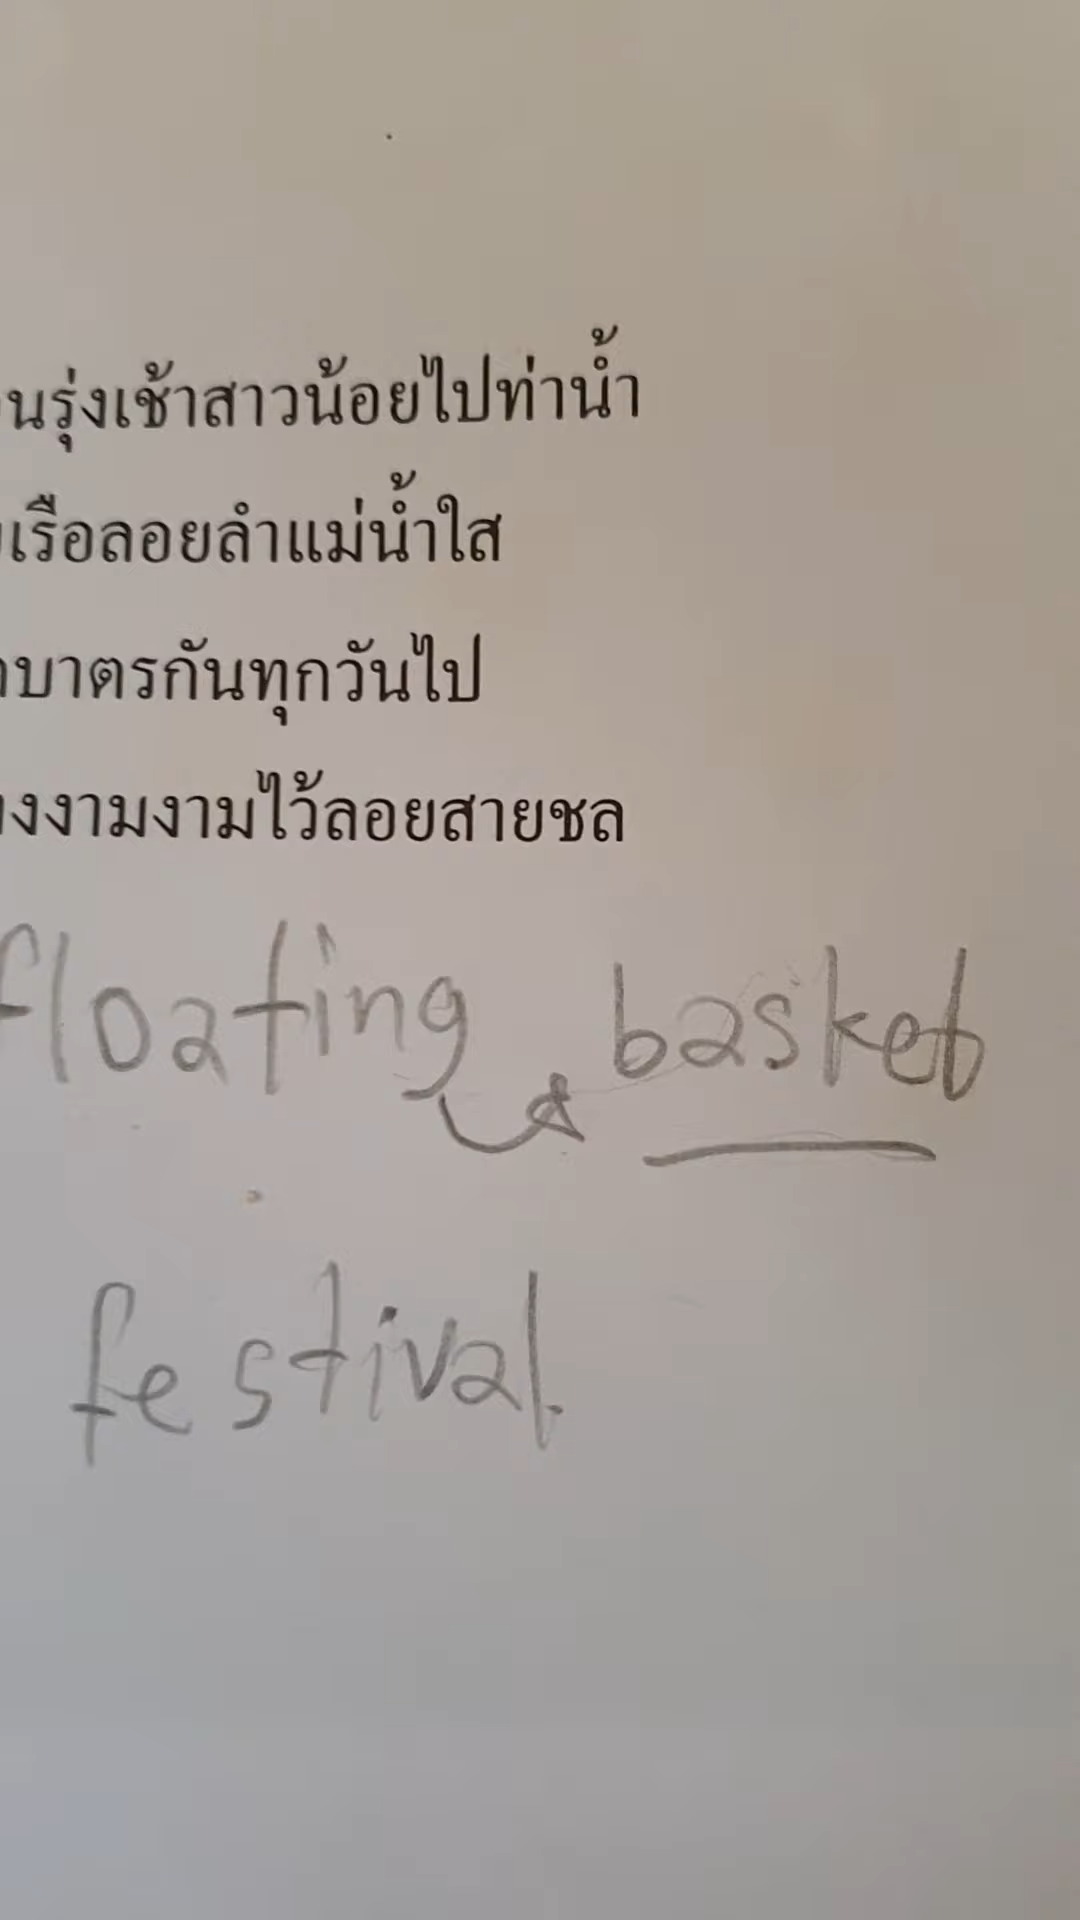 นรุ่งเช้าสาวน้อยไปท่าน้ำ
เรือลอยลำแม่น้ำใส
บาตรกันทุกวันไป
งงามงามไว้ลอยสายชล
floating basket
festival